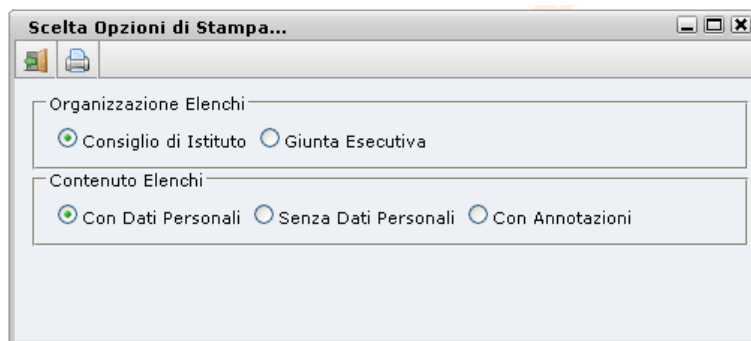 Scelta Opzioni di Stampa...
Organizzazione Elenchi
Consiglio di Istituto Giunta Esecutiva
Contenuto Elenchi
Con Dati Personali Senza Dati Personali Con Annotazioni